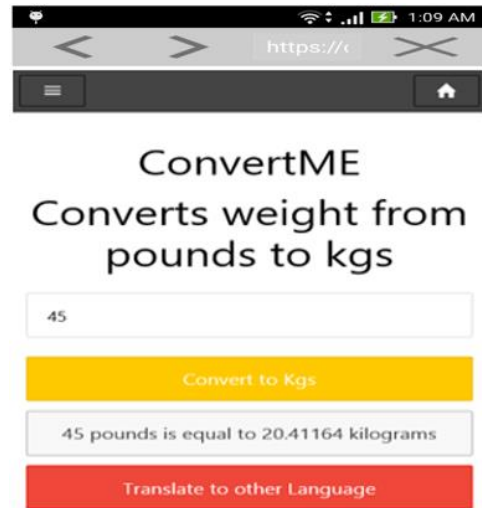 1:09 AM
https://
ConvertME
Converts weight from
pounds to kgs
45
Convert to Kgs
45 pounds is equal to 20.41164 kilograms
Translate to other Language